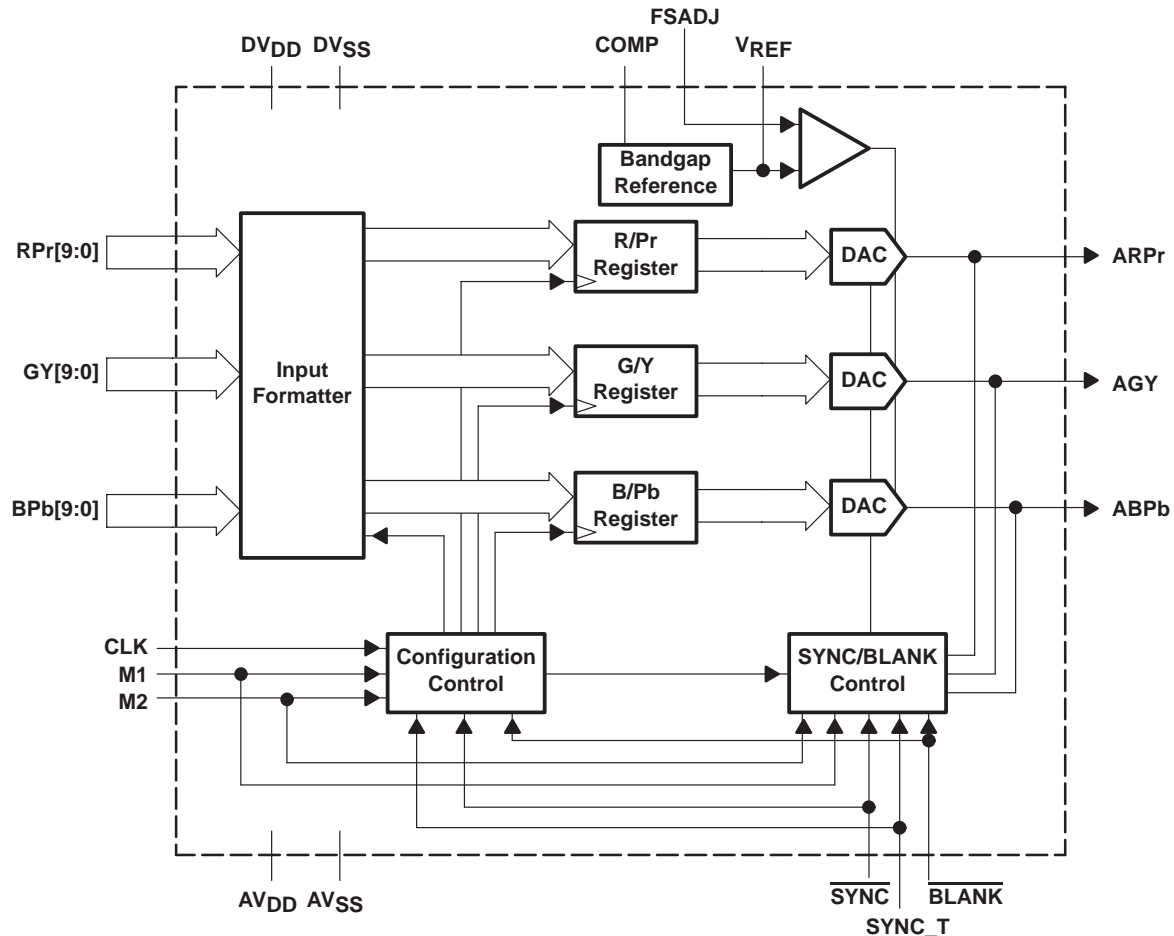 FSADJ
DVDD DVSS
COMP
VREF
Bandgap
Reference
RPr[9:0]
R/Pr
Register
DAC
ARPr
GY[9:0]
Input
Formatter
G/Y
Register
DAC
AGY
BPb[9:0]
B/Pb
Register
DAC
ABPb
CLK
M1
M2
Configuration
Control
SYNC/BLANK
Control
AVDD AVSS
SYNC
BLANK
SYNC_T